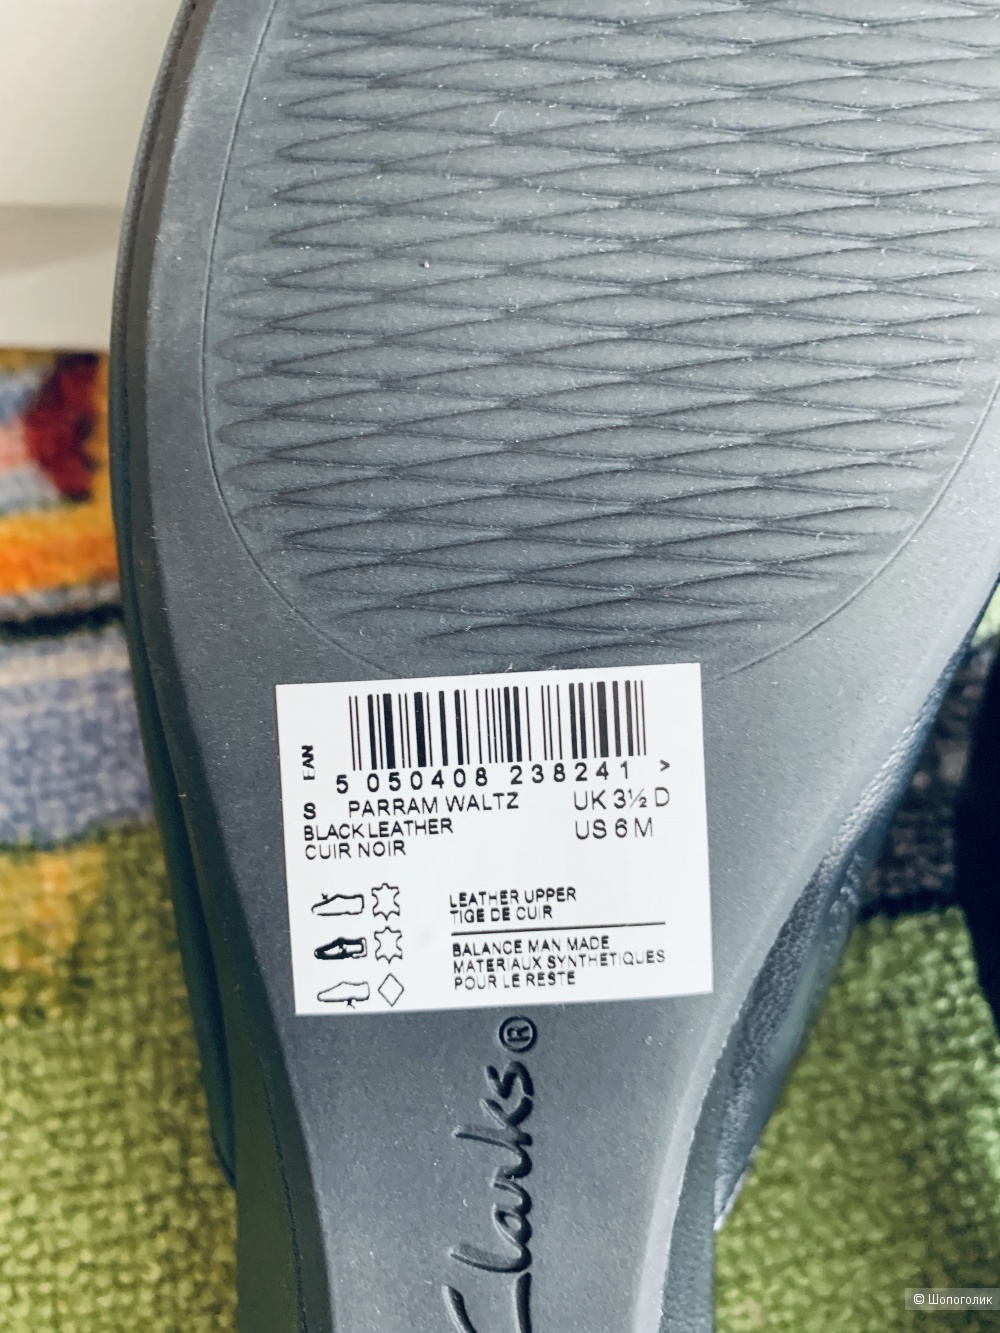 EAN
5 050408 238241 >
S PARRAM WALTZ UK 3½ D
BLACK LEATHER US 6 M
CUIR NOIR
LEATHER UPPER
TIGE DE CUIR
BALANCE MAN MADE
MATERIAUX SYNTHETIQUES
POUR LE RESTE
Clarks®
© Шопоголик